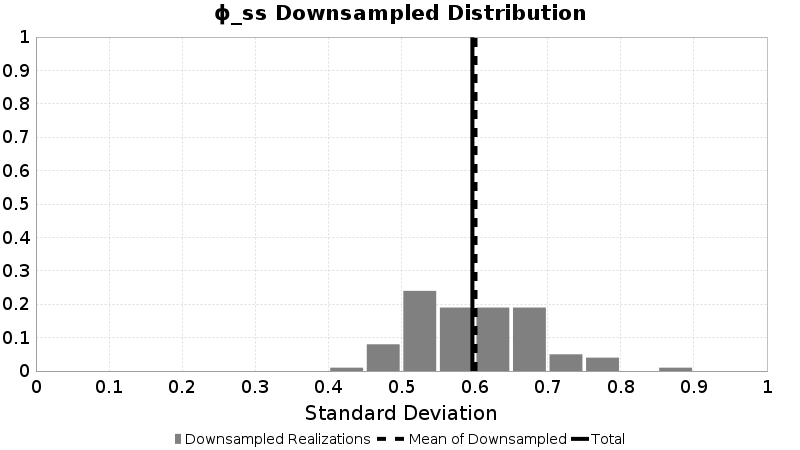 ϕ_ss Downsampled Distribution
1
0.9
0.8
0.7
0.6
0.5
0.4
0.3
0.2
0.1
0
0 0.1 0.2 0.3 0.4 0.5 0.6 0.7 0.8 0.9 1
Standard Deviation
Downsampled Realizations Mean of Downsampled Total